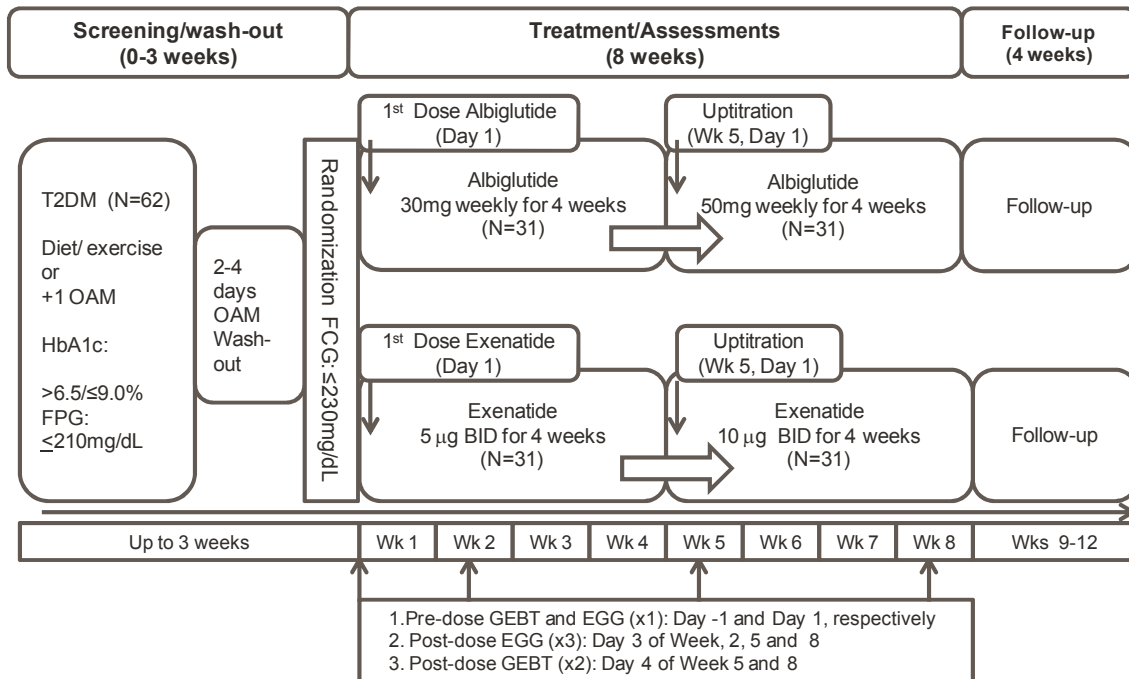 Screening/wash-out
(0-3 weeks)
Treatment/Assessments
(8 weeks)
Follow-up
(4 weeks)
T2DM (N=62)
Diet/ exercise
or
+1 OAM
HbA1c:
>6.5/≤9.0%
FPG:
≤210mg/dL
2-4
days
OAM
Wash-
out
Randomization FCG:≤230mg/dL
1st Dose Albiglutide
(Day 1)
Albiglutide
30mg weekly for 4 weeks
(N=31)
Uptitration
(Wk 5, Day 1)
Albiglutide
50mg weekly for 4 weeks
(N=31)
Follow-up
1st Dose Exenatide
(Day 1)
Exenatide
5 μg BID for 4 weeks
(N=31)
Uptitration
(Wk 5, Day 1)
Exenatide
10 μg BID for 4 weeks
(N=31)
Follow-up
Up to 3 weeks
Wk 1
Wk 2
Wk 3
Wk 4
Wk 5
Wk 6
Wk 7
Wk 8
Wks 9-12
1.Pre-dose GEBT and EGG (x1): Day -1 and Day 1, respectively
2. Post-dose EGG (x3): Day 3 of Week, 2, 5 and 8
3. Post-dose GEBT (x2): Day 4 of Week 5 and 8